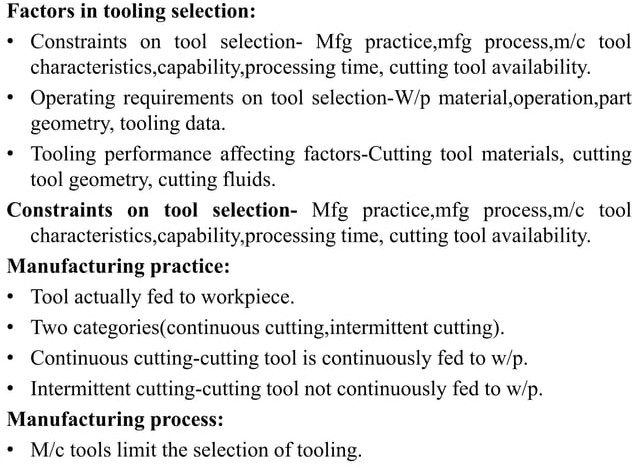 Factors in tooling selection:
• Constraints on tool selection- Mfg practice,mfg process,m/c tool
characteristics,capability,processing time, cutting tool availability.
• Operating requirements on tool selection-W/p material,operation,part
geometry, tooling data.
• Tooling performance affecting factors-Cutting tool materials, cutting
tool geometry, cutting fluids.
Constraints on tool selection- Mfg practice,mfg process,m/c tool
characteristics,capability,processing time, cutting tool availability.
Manufacturing practice:
• Tool actually fed to workpiece.
• Two categories(continuous cutting,intermittent cutting).
• Continuous cutting-cutting tool is continuously fed to w/p.
• Intermittent cutting-cutting tool not continuously fed to w/p.
Manufacturing process:
• M/c tools limit the selection of tooling.